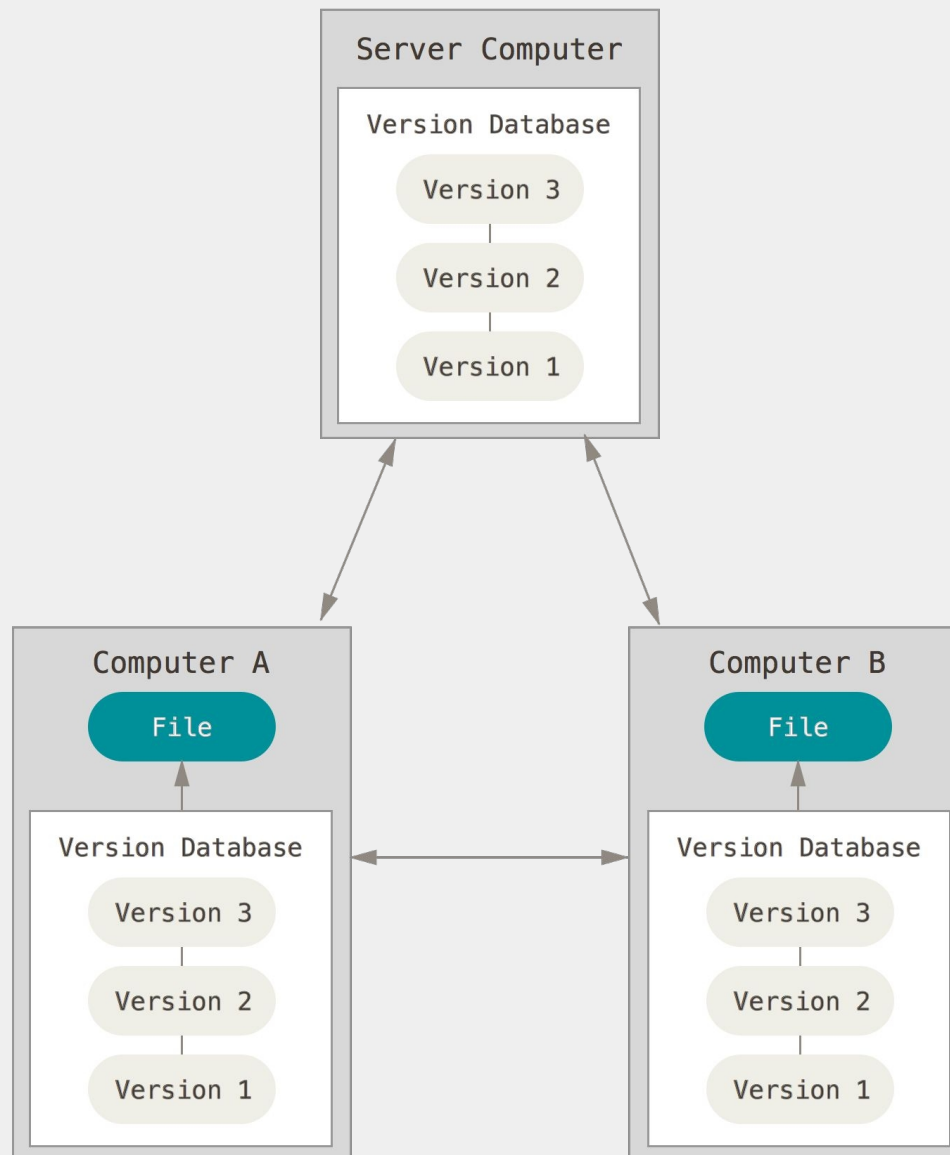 Server Computer
Version Database
Version 3
Version 2
Version 1
Computer A
File
Version Database
Version 3
Version 2
Version 1
Computer B
File
Version Database
Version 3
Version 2
Version 1